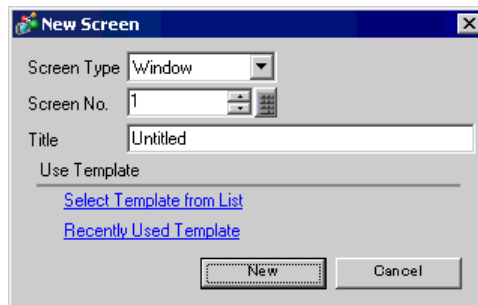 New Screen
Screen Type Window
Screen No. 1
Title Untitled
Use Template
Select Template from List
Recently Used Template
New Cancel